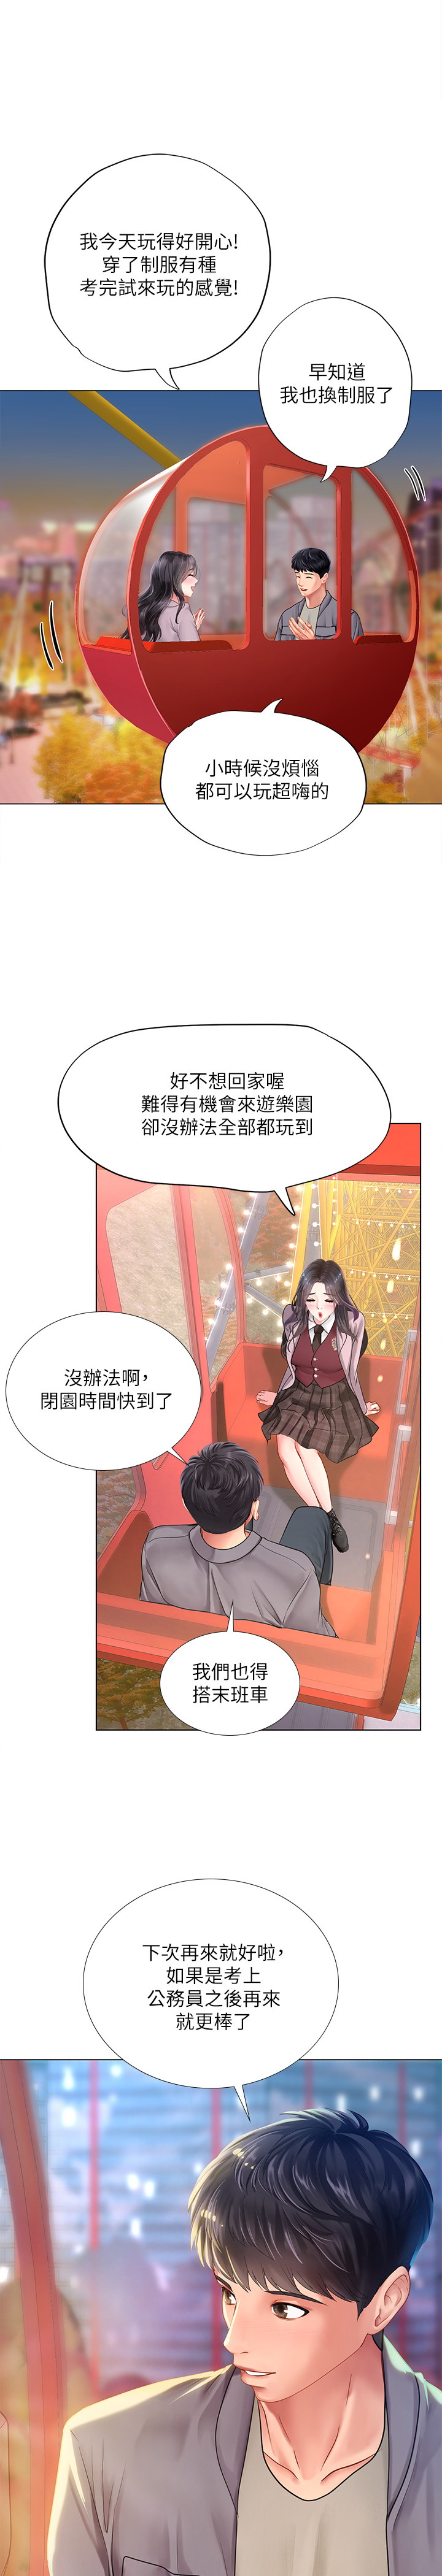 我今天玩得好開心!
穿了制服有種
考完試來玩的感覺!
早知道
我也換制服了
小時候沒煩惱
都可以玩超嗨的
好不想回家喔
難得有機會來遊樂園
卻沒辦法全部都玩到
沒辦法啊,
閉園時間快到了
我們也得
搭末班車
下次再來就好啦,
如果是考上
公務員之後再來
就更棒了